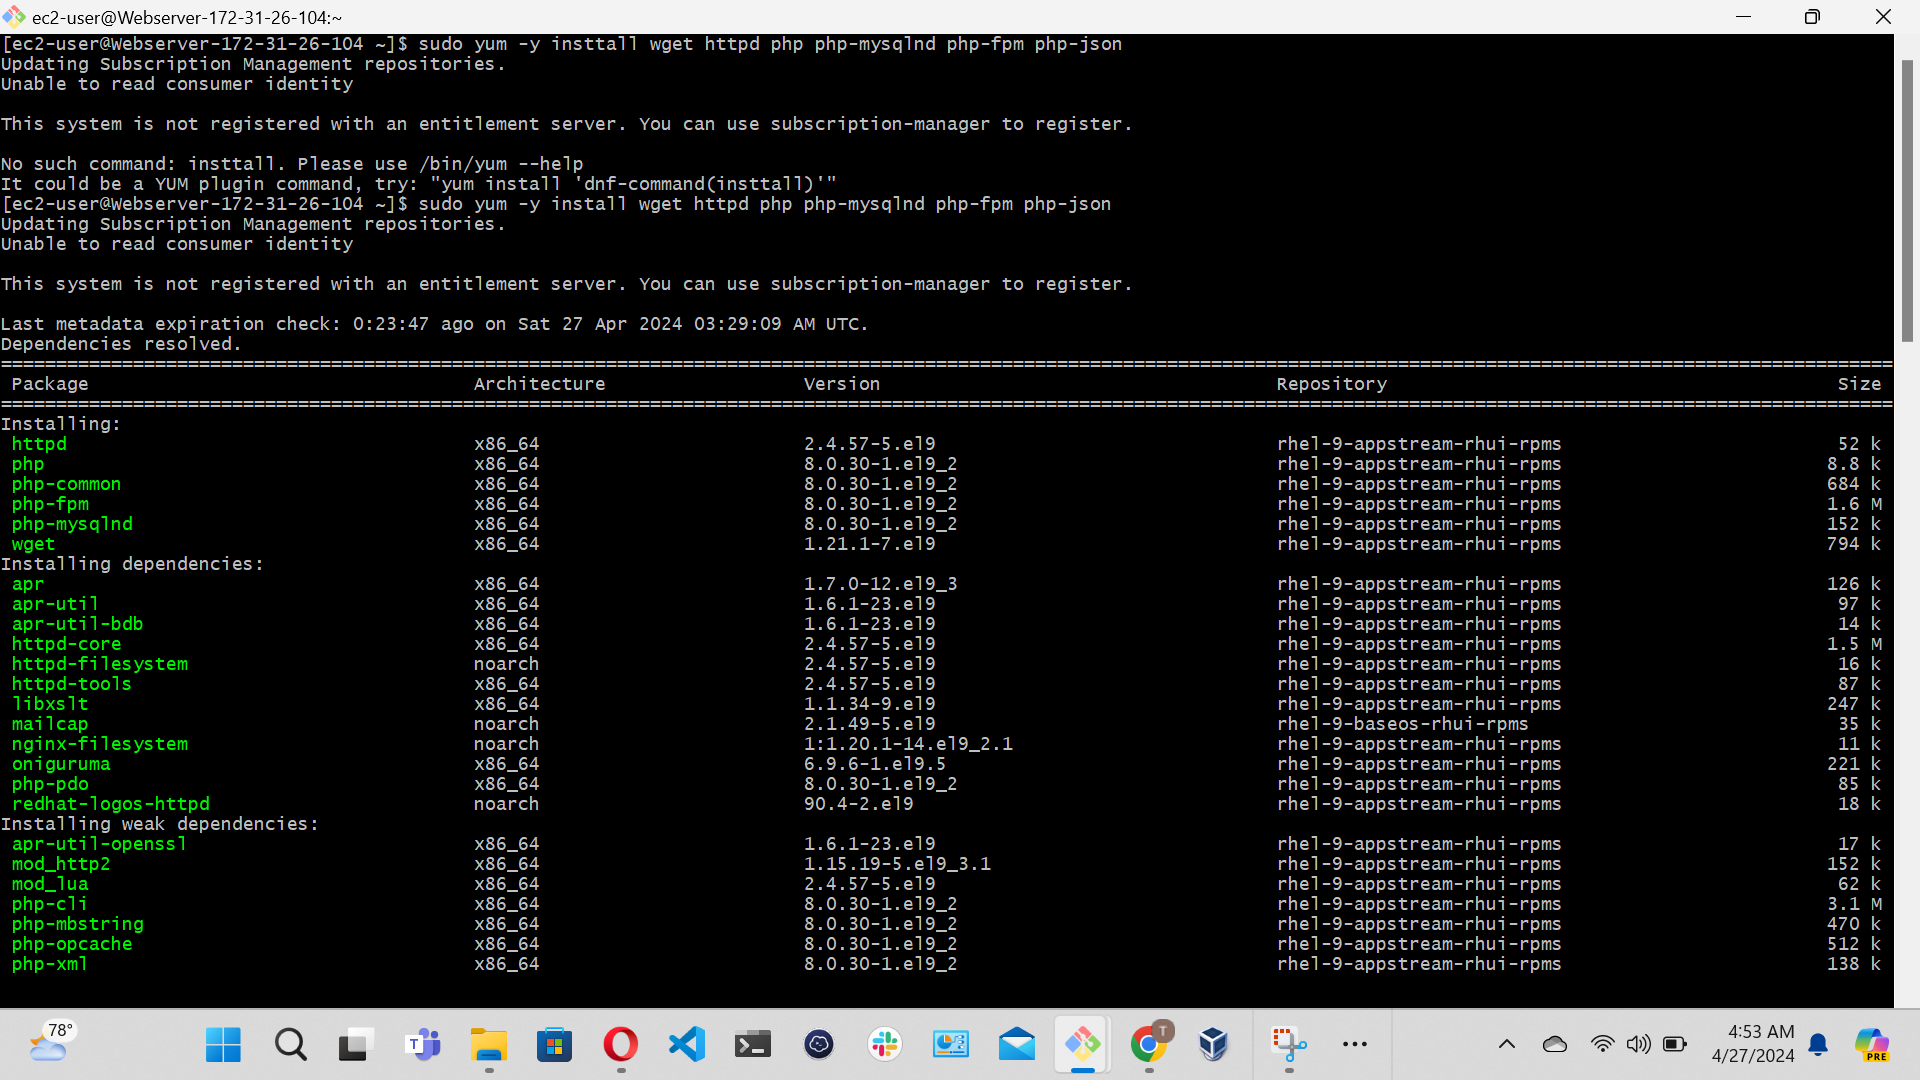 ec2-user@Webserver-172-31-26-104:~
[ec2-user@Webserver-172-31-26-104 ~]$ sudo yum -y insttall wget httpd php php-mysqlnd php-fpm php-json
Updating Subscription Management repositories.
Unable to read consumer identity
This system is not registered with an entitlement server. You can use subscription-manager to register.
No such command: insttall. Please use /bin/yum --help
It could be a YUM plugin command, try: "yum install 'dnf-command(insttall)'"
[ec2-user@Webserver-172-31-26-104 ~]$ sudo yum -y install wget httpd php php-mysqlnd php-fpm php-json
Updating Subscription Management repositories.
Unable to read consumer identity
This system is not registered with an entitlement server. You can use subscription-manager to register.
Last metadata expiration check: 0:23:47 ago on Sat 27 Apr 2024 03:29:09 AM UTC.
Dependencies resolved.
Package Architecture Version Repository Size
Installing:
httpd x86_64 2.4.57-5.el9 rhel-9-appstream-rhui-rpms 52 k
php x86_64 8.0.30-1.el9_2 rhel-9-appstream-rhui-rpms 8.8 k
php-common x86_64 8.0.30-1.el9_2 rhel-9-appstream-rhui-rpms 684 k
php-fpm x86_64 8.0.30-1.el9_2 rhel-9-appstream-rhui-rpms 1.6 M
php-mysqlnd x86_64 8.0.30-1.el9_2 rhel-9-appstream-rhui-rpms 152 k
wget x86_64 1.21.1-7.el9 rhel-9-appstream-rhui-rpms 794 k
Installing dependencies:
apr x86_64 1.7.0-12.el9_3 rhel-9-appstream-rhui-rpms 126 k
apr-util x86_64 1.6.1-23.el9 rhel-9-appstream-rhui-rpms 97 k
apr-util-bdb x86_64 1.6.1-23.el9 rhel-9-appstream-rhui-rpms 14 k
httpd-core x86_64 2.4.57-5.el9 rhel-9-appstream-rhui-rpms 1.5 M
httpd-filesystem noarch 2.4.57-5.el9 rhel-9-appstream-rhui-rpms 16 k
httpd-tools x86_64 2.4.57-5.el9 rhel-9-appstream-rhui-rpms 87 k
libxslt x86_64 1.1.34-9.el9 rhel-9-appstream-rhui-rpms 247 k
mailcap noarch 2.1.49-5.el9 rhel-9-baseos-rhui-rpms 35 k
nginx-filesystem noarch 1:1.20.1-14.el9_2.1 rhel-9-appstream-rhui-rpms 11 k
oniguruma x86_64 6.9.6-1.el9.5 rhel-9-appstream-rhui-rpms 221 k
php-pdo x86_64 8.0.30-1.el9_2 rhel-9-appstream-rhui-rpms 85 k
redhat-logos-httpd noarch 90.4-2.el9 rhel-9-appstream-rhui-rpms 18 k
Installing weak dependencies:
apr-util-openssl x86_64 1.6.1-23.el9 rhel-9-appstream-rhui-rpms 17 k
mod_http2 x86_64 1.15.19-5.el9_3.1 rhel-9-appstream-rhui-rpms 152 k
mod_lua x86_64 2.4.57-5.el9 rhel-9-appstream-rhui-rpms 62 k
php-cli x86_64 8.0.30-1.el9_2 rhel-9-appstream-rhui-rpms 3.1 M
php-mbstring x86_64 8.0.30-1.el9_2 rhel-9-appstream-rhui-rpms 470 k
php-opcache x86_64 8.0.30-1.el9_2 rhel-9-appstream-rhui-rpms 512 k
php-xml x86_64 8.0.30-1.el9_2 rhel-9-appstream-rhui-rpms 138 k
78°
T
T
4:53 AM
4/27/2024
PRE